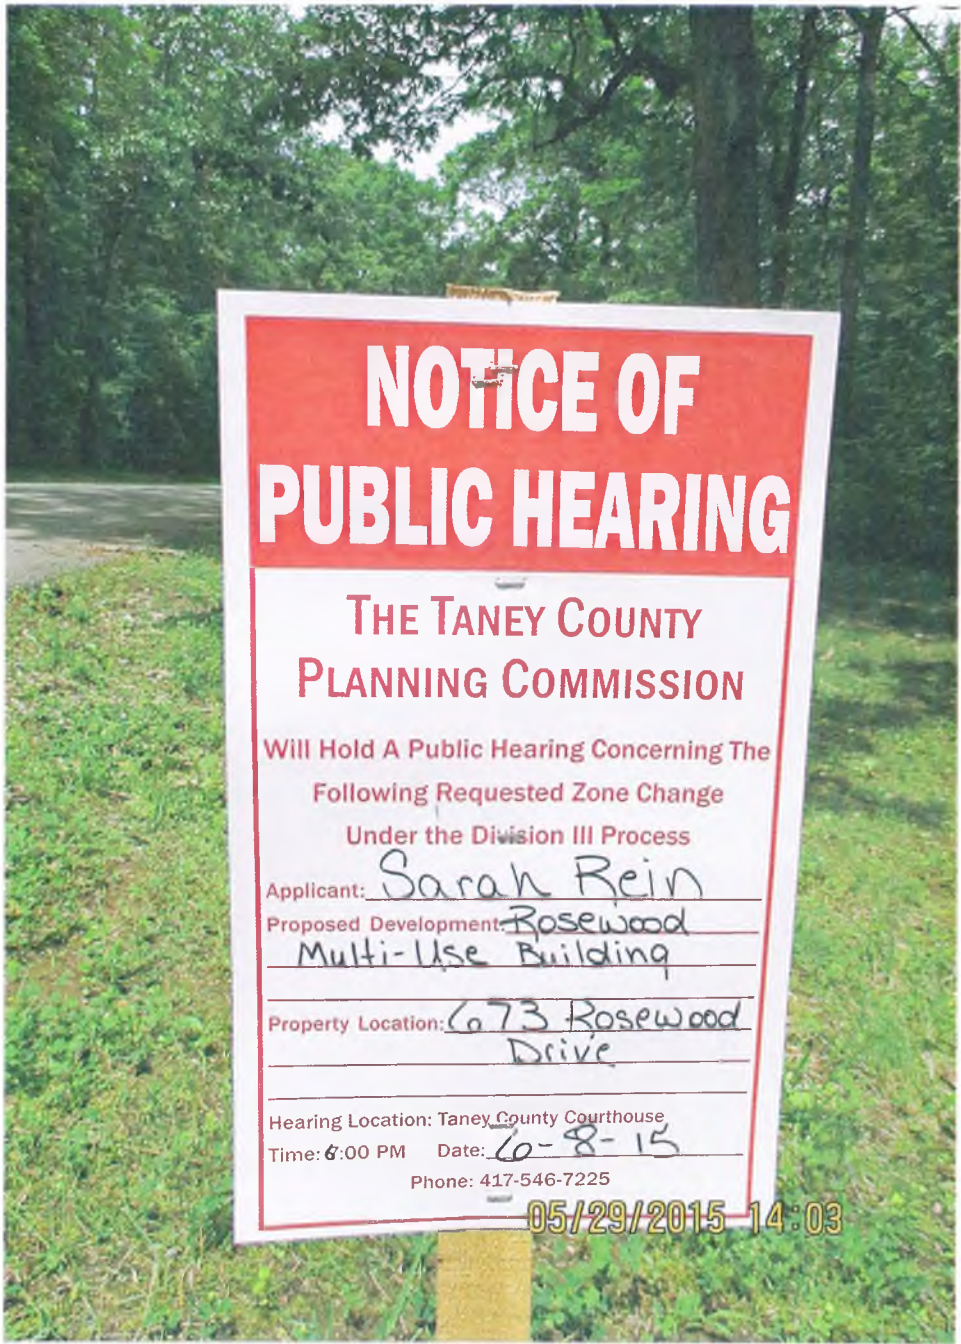 NOTICE OF
PUBLIC HEARING
THE TANEY COUNTY
PLANNING COMMISSION
Will Hold A Public Hearing Concerning The
Following Requested Zone Change
Under the Division III Process
Applicant: Sarah Rein
Proposed Development: Rosewood
Multi-Use Building
Property Location: 673 Rosewood
Drive
Hearing Location: Taney County Courthouse
Time: 6:00 PM Date: 6-8-15
Phone: 417-546-7225
05/29/2015 14:03